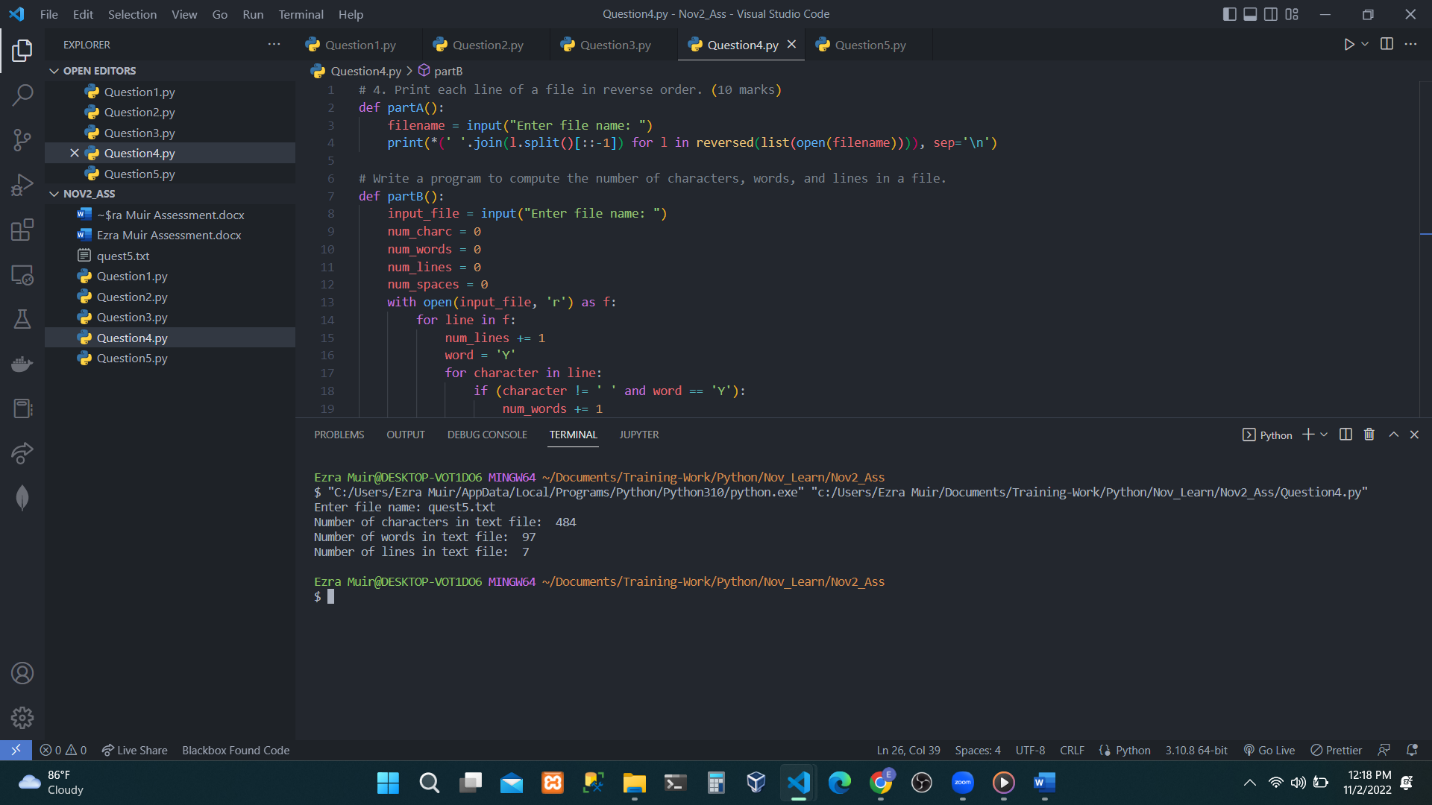 File Edit Selection View Go Run Terminal Help
Question4.py - Nov2_Ass - Visual Studio Code
EXPLORER
OPEN EDITORS
Question1.py
Question2.py
Question3.py
Question4.py
Question5.py
NOV2_ASS
~$ra Muir Assessment.docx
Ezra Muir Assessment.docx
quest5.txt
Question1.py
Question2.py
Question3.py
Question4.py
Question5.py
Question1.py Question2.py Question3.py Question4.py Question5.py
Question4.py > partB
1 # 4. Print each line of a file in reverse order. (10 marks)
2 def partA():
3 filename = input("Enter file name: ")
4 print(*(' '.join(l.split()[::-1]) for l in reversed(list(open(filename)))), sep='\n')
5
6 # Write a program to compute the number of characters, words, and lines in a file.
7 def partB():
8 input_file = input("Enter file name: ")
9 num_charc = 0
10 num_words = 0
11 num_lines = 0
12 num_spaces = 0
13 with open(input_file, 'r') as f:
14 for line in f:
15 num_lines += 1
16 word = 'Y'
17 for character in line:
18 if (character != ' ' and word == 'Y'):
19 num_words += 1
PROBLEMS OUTPUT DEBUG CONSOLE TERMINAL JUPYTER
Python
Ezra Muir@DESKTOP-VOT1DO6 MINGW64 ~/Documents/Training-Work/Python/Nov_Learn/Nov2_Ass
$ "C:/Users/Ezra Muir/AppData/Local/Programs/Python/Python310/python.exe" "c:/Users/Ezra Muir/Documents/Training-Work/Python/Nov_Learn/Nov2_Ass/Question4.py"
Enter file name: quest5.txt
Number of characters in text file:  484
Number of words in text file:  97
Number of lines in text file:  7
Ezra Muir@DESKTOP-VOT1DO6 MINGW64 ~/Documents/Training-Work/Python/Nov_Learn/Nov2_Ass
$
0 0 Live Share Blackbox Found Code
Ln 26, Col 39 Spaces: 4 UTF-8 CRLF Python 3.10.8 64-bit Go Live Prettier
86°F
Cloudy
E
zoom
12:18 PM
11/2/2022